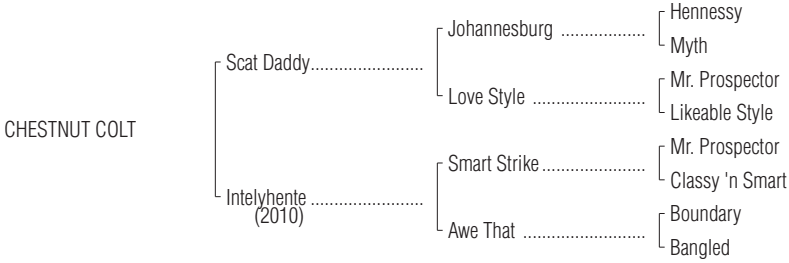 Hennessy
Johannesburg ...................
Myth
Scat Daddy.........................
Mr. Prospector
Love Style .........................
Likeable Style
CHESTNUT COLT
Mr. Prospector
Smart Strike.......................
Classy 'n Smart
Intelyhente .........................
(2010)
Boundary
Awe That ...........................
Bangled